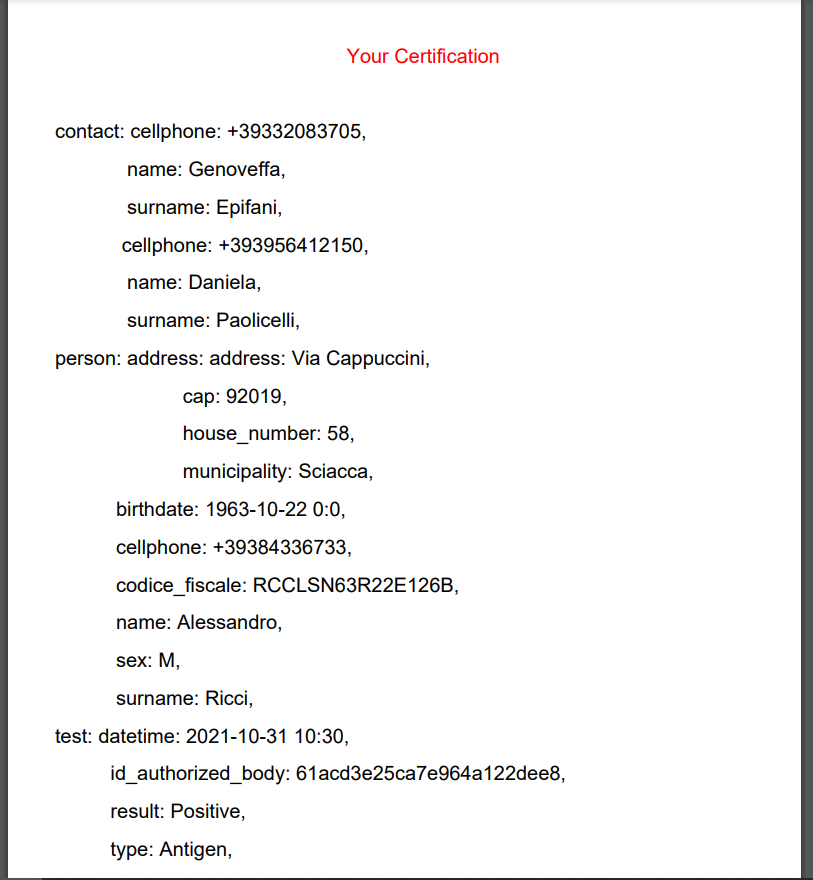 Your Certification
contact: cellphone: +39332083705,
name: Genoveffa,
surname: Epifani,
cellphone: +393956412150,
name: Daniela,
surname: Paolicelli,
person: address: address: Via Cappuccini,
cap: 92019,
house_number: 58,
municipality: Sciacca,
birthdate: 1963-10-22 0:0,
cellphone: +39384336733,
codice_fiscale: RCCLSN63R22E126B,
name: Alessandro,
sex: M,
surname: Ricci,
test: datetime: 2021-10-31 10:30,
id_authorized_body: 61acd3e25ca7e964a122dee8,
result: Positive,
type: Antigen,